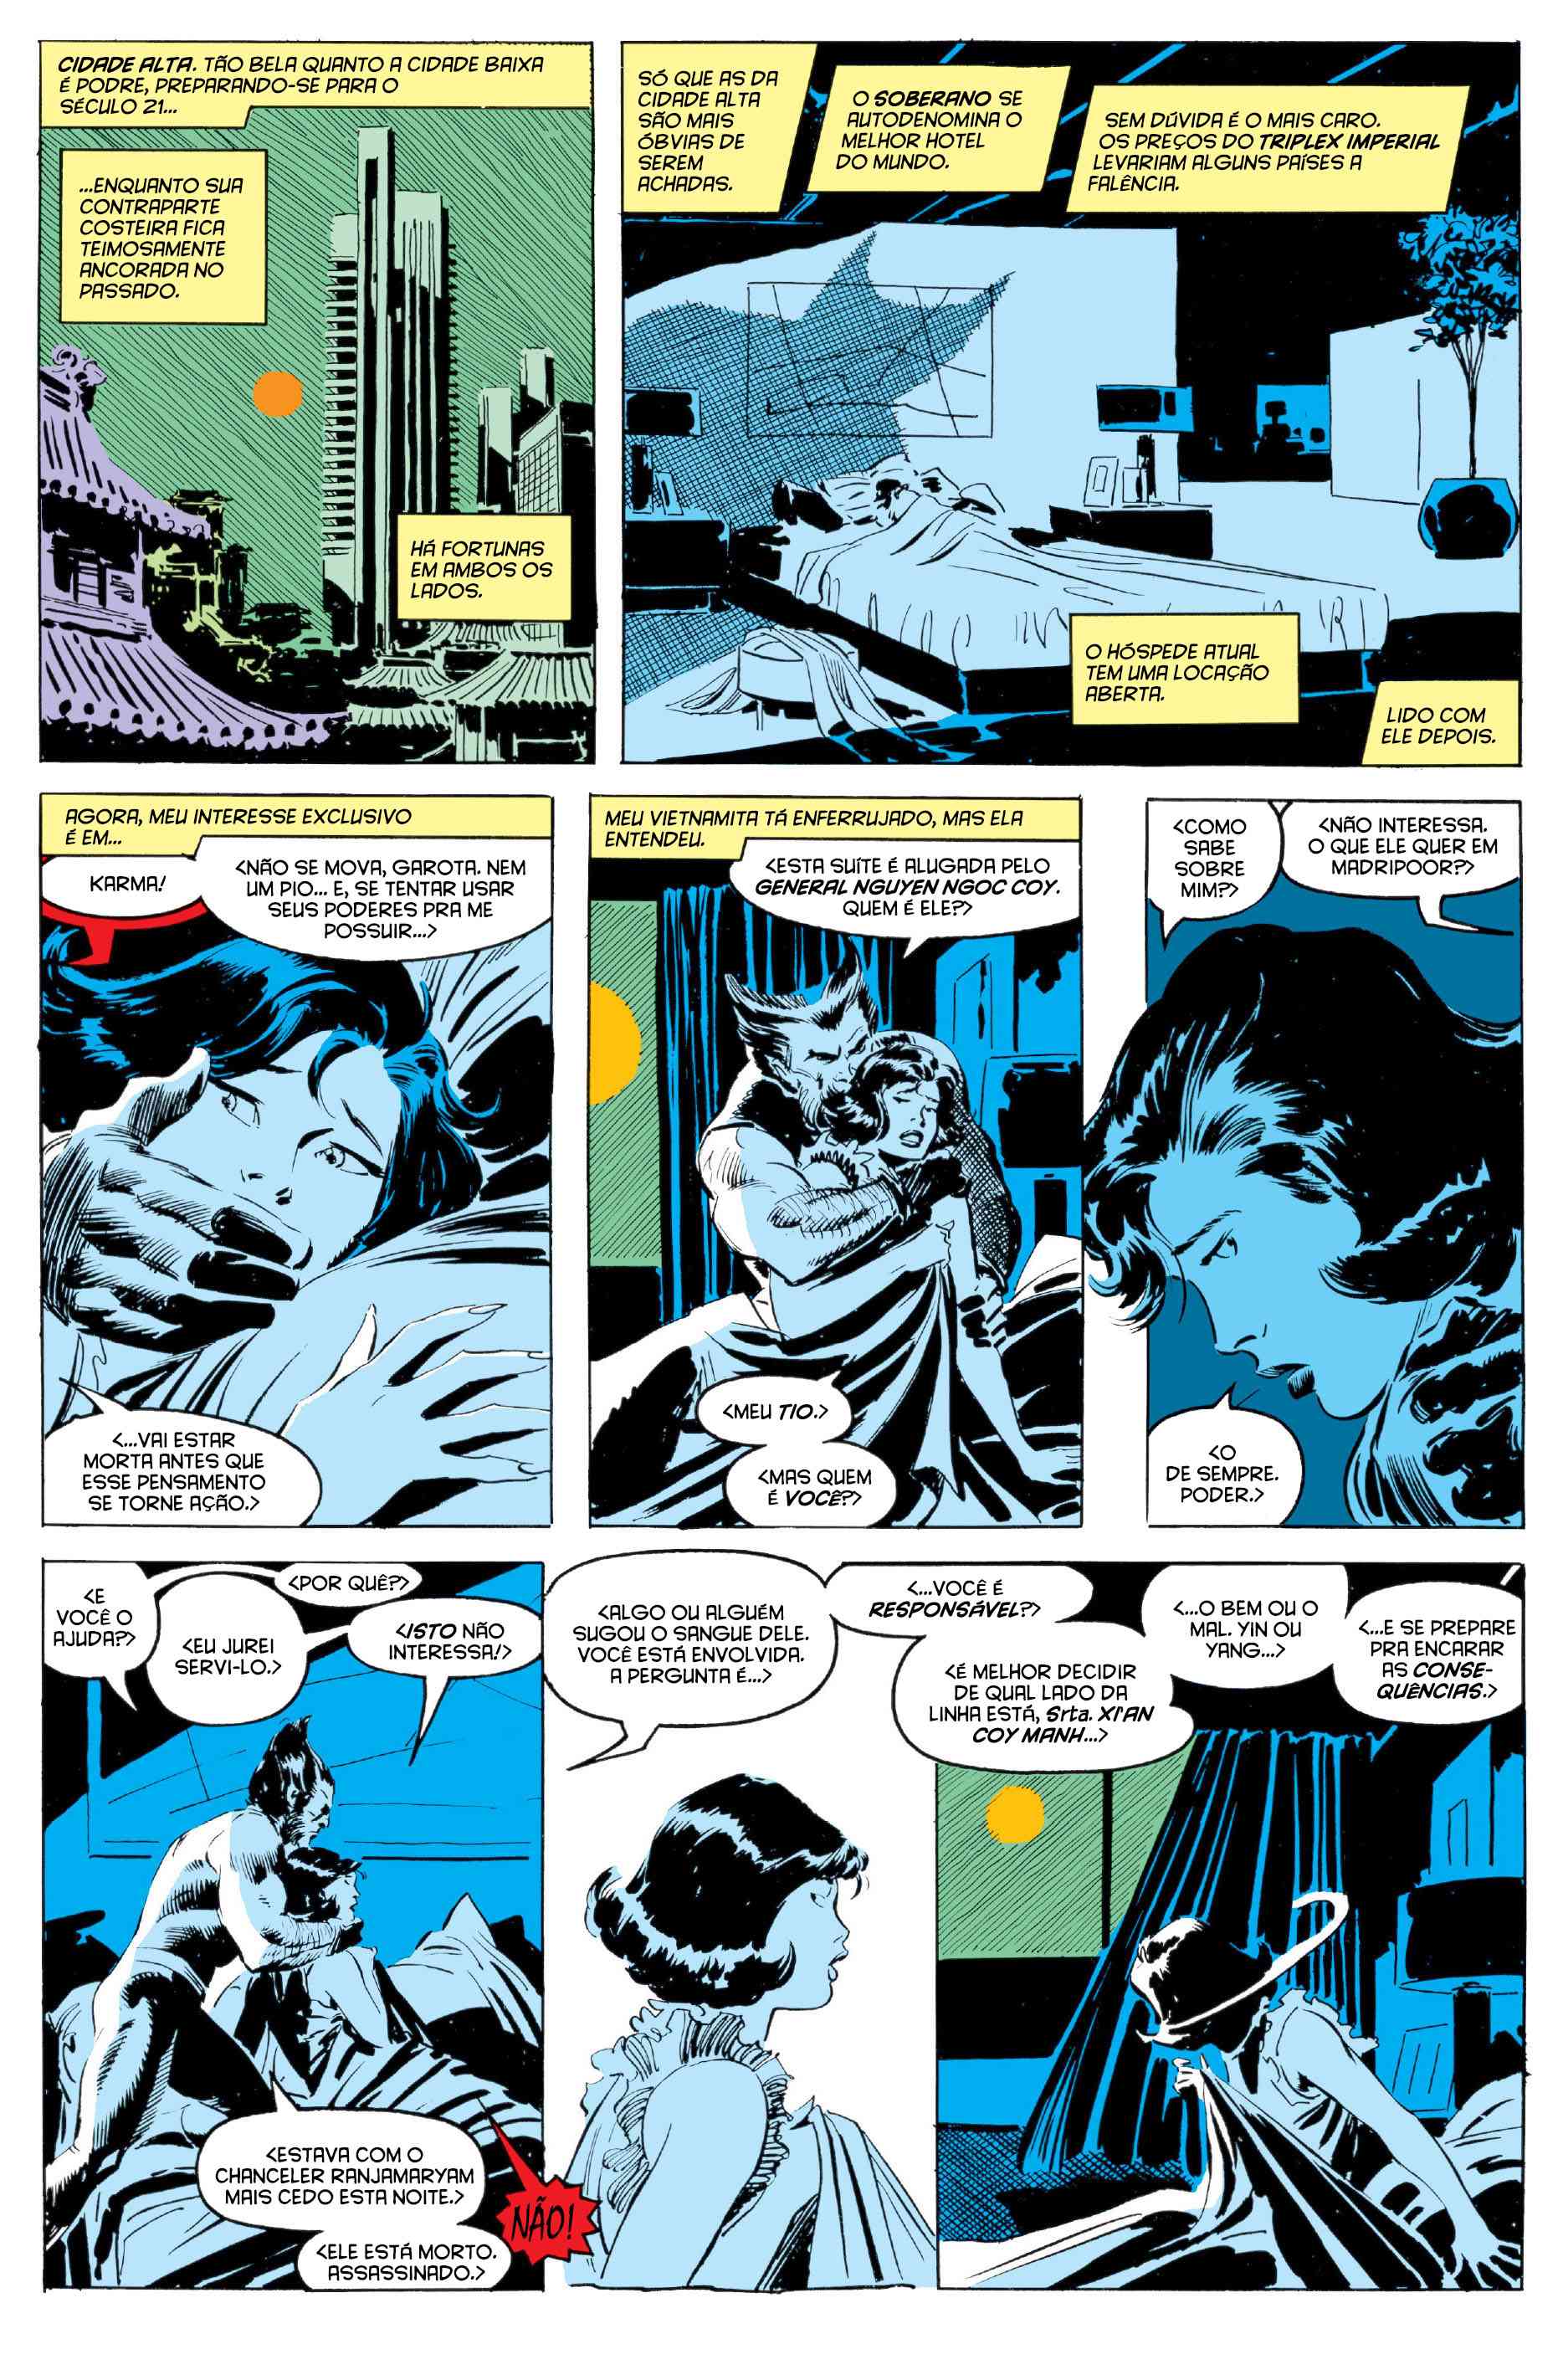 CIDADE ALTA. TÃO BELA QUANTO A CIDADE BAIXA
É PODRE, PREPARANDO-SE PARA O
SÉCULO 21...
...ENQUANTO SUA
CONTRAPARTE
COSTEIRA FICA
TEIMOSAMENTE
ANCORADA NO
PASSADO.
HÁ FORTUNAS
EM AMBOS OS
LADOS.
SÓ QUE AS DA
CIDADE ALTA
SÃO MAIS
ÓBVIAS DE
SEREM
ACHADAS.
O SOBERANO SE
AUTODENOMINA O
MELHOR HOTEL
DO MUNDO.
SEM DÚVIDA É O MAIS CARO.
OS PREÇOS DO TRIPLEX IMPERIAL
LEVARIAM ALGUNS PAÍSES A
FALÊNCIA.
O HÓSPEDE ATUAL
TEM UMA LOCAÇÃO
ABERTA.
LIDO COM
ELE DEPOIS.
AGORA, MEU INTERESSE EXCLUSIVO
É EM...
KARMA!
<NÃO SE MOVA, GAROTA. NEM
UM PIO... E, SE TENTAR USAR
SEUS PODERES PRA ME
POSSUIR...>
<...VAI ESTAR
MORTA ANTES QUE
ESSE PENSAMENTO
SE TORNE AÇÃO.>
MEU VIETNAMITA TÁ ENFERRUJADO, MAS ELA
ENTENDEU.
<ESTA SUÍTE É ALUGADA PELO
GENERAL NGUYEN NGOC COY.
QUEM É ELE?>
<MEU TIO.>
<MAS QUEM
É VOCÊ?>
<COMO
SABE
SOBRE
MIM?>
<NÃO INTERESSA.
O QUE ELE QUER EM
MADRIPOOR?>
<O
DE SEMPRE.
PODER.>
<E
VOCÊ O
AJUDA?>
<EU JUREI
SERVI-LO.>
<POR QUÊ?>
<ISTO NÃO
INTERESSA!>
<ESTAVA COM O
CHANCELER RANJAMARYAM
MAIS CEDO ESTA NOITE.>
<ELE ESTÁ MORTO.
ASSASSINADO.>
NÃO!
<ALGO OU ALGUÉM
SUGOU O SANGUE DELE.
VOCÊ ESTÁ ENVOLVIDA.
A PERGUNTA É...>
<...VOCÊ É
RESPONSÁVEL?>
<É MELHOR DECIDIR
DE QUAL LADO DA
LINHA ESTÁ, Srta. XI'AN
COY MANH...>
<...O BEM OU O
MAL. YIN OU
YANG...>
<...E SE PREPARE
PRA ENCARAR
AS CONSE-
QUÊNCIAS.>